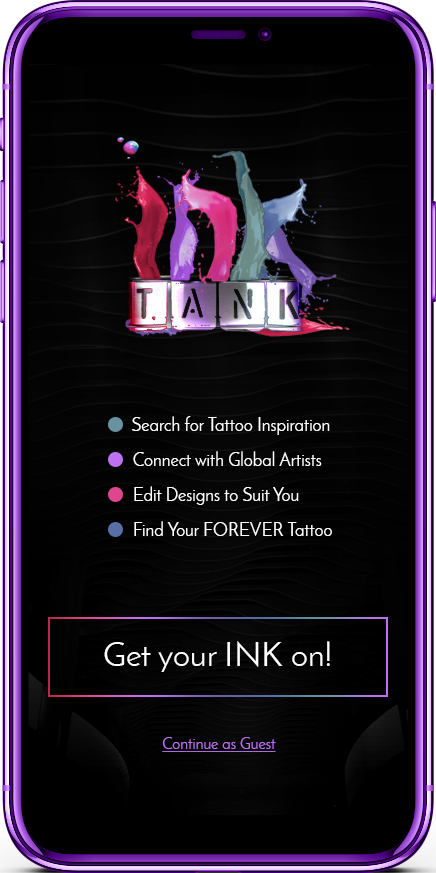 INK
TANK
Search for Tattoo Inspiration
Connect with Global Artists
Edit Designs to Suit You
Find Your FOREVER Tattoo
Get your INK on!
Continue as Guest